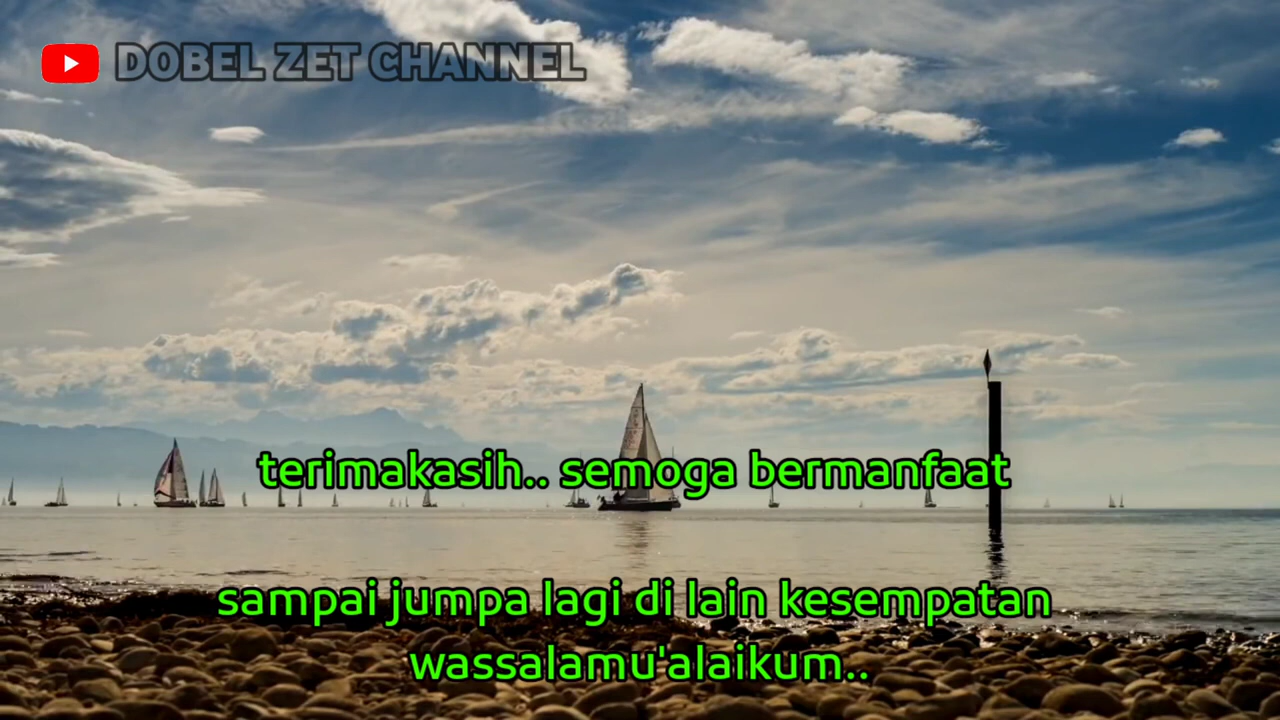 DOBEL ZET CHANNEL
terimakasih.. semoga bermanfaat
sampai jumpa lagi di lain kesempatan
wassalamu'alaikum..